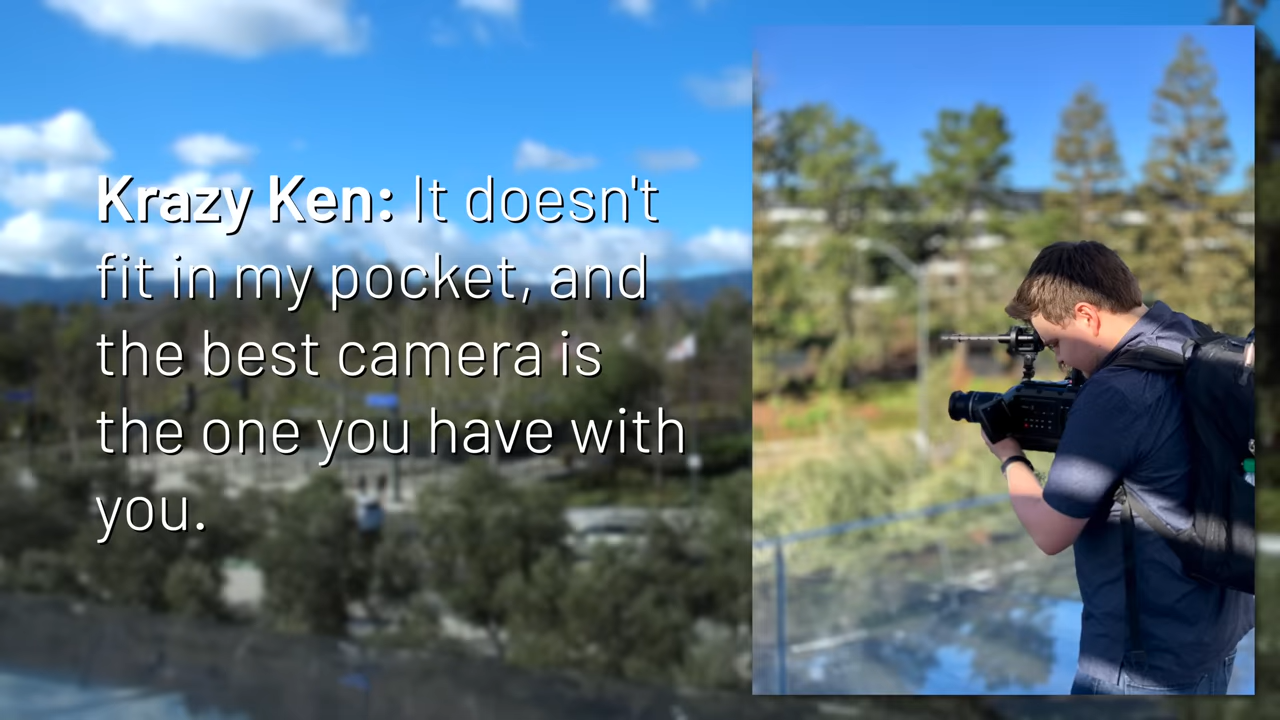 Krazy Ken: It doesn't
fit in my pocket, and
the best camera is
the one you have with
you.